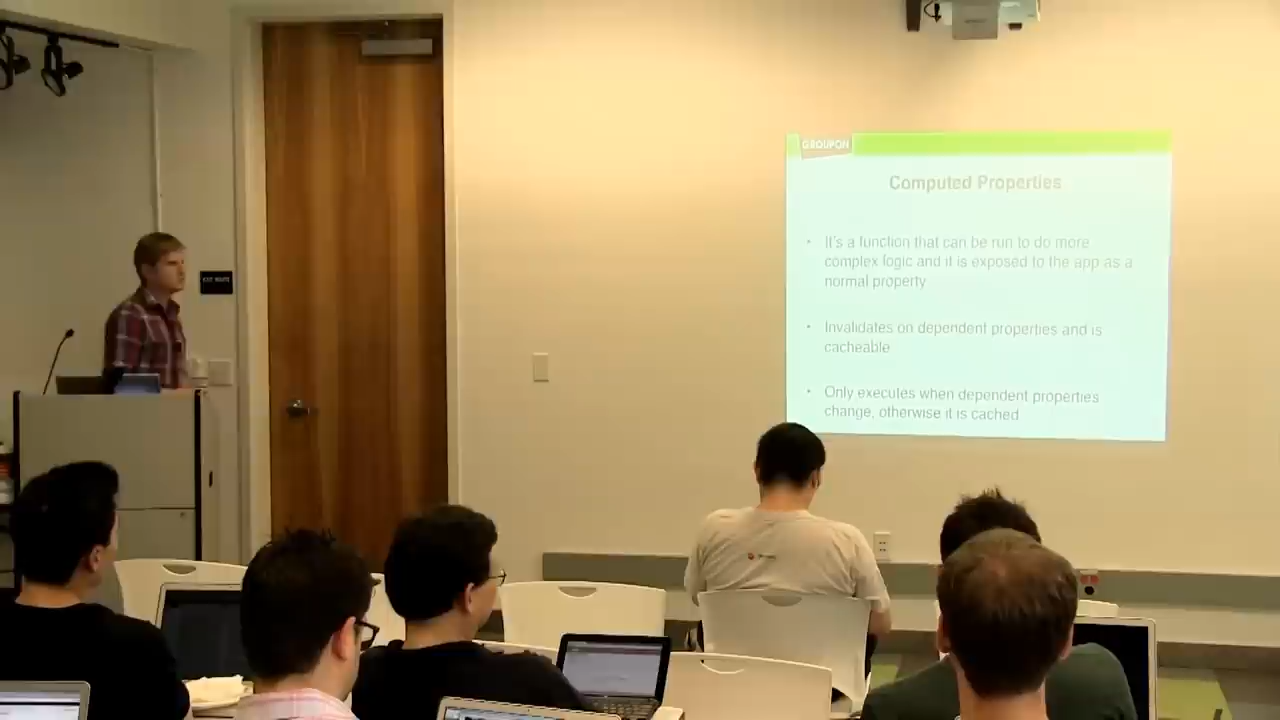 GROUPON
Computed Properties
• It's a function that can be run to do more
complex logic and it is exposed to the app as a
normal property
• Invalidates on dependent properties and is
cacheable
• Only executes when dependent properties
change, otherwise it is cached
EXIT ROUTE